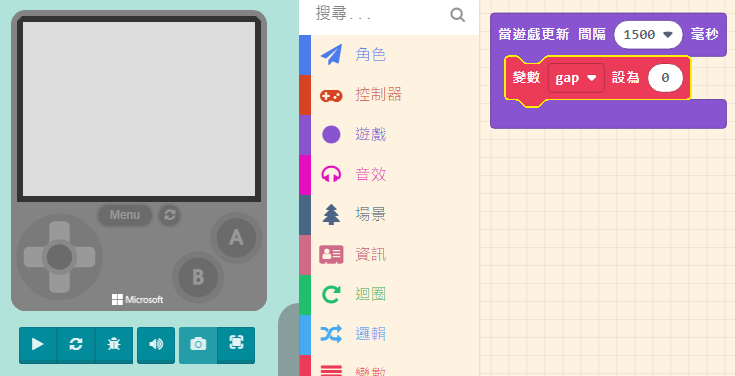 Menu
A
B
Microsoft
搜尋...
角色
控制器
遊戲
音效
場景
資訊
迴圈
邏輯
變數
當遊戲更新 間隔 1500 毫秒
變數 gap 設為 0